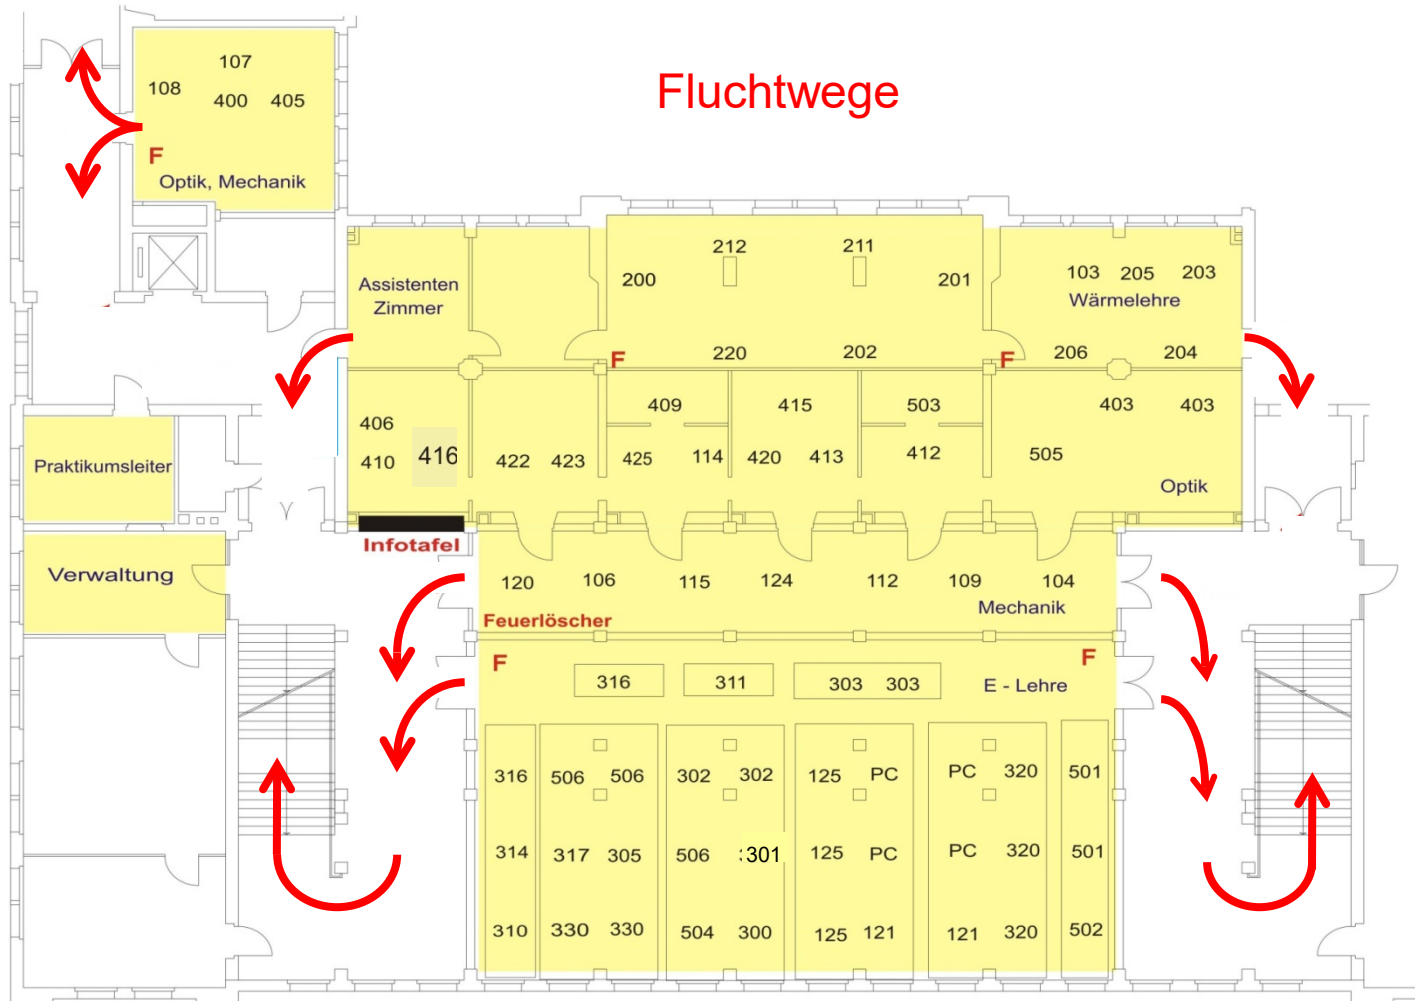 Fluchtwege
107
108
400 405
F
Optik, Mechanik
Assistenten
Zimmer
212 211
200 201
220 202
F
103 205 203
Wärmelehre
206 204
F
406
410 416
422 423
409
425 114
415
420 413
503
412
403 403
505
Optik
Praktikumsleiter
Verwaltung
Infotafel
120 106 115 124 112 109 104
Mechanik
Feuerlöscher
F F
316 311 303 303
E - Lehre
316 506 506 302 302 125 PC PC 320 501
314 317 305 506 301 125 PC PC 320 501
310 330 330 504 300 125 121 121 320 502